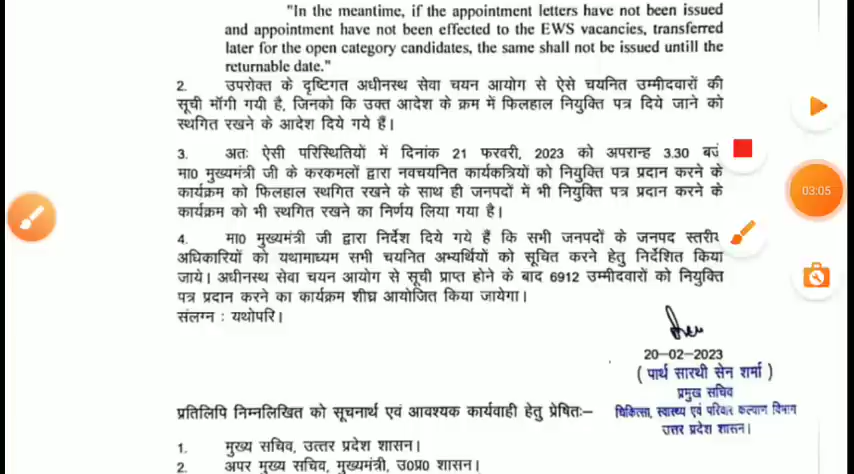 "In the meantime, if the appointment letters have not been issued
and appointment have not been effected to the EWS vacancies, transferred
later for the open category candidates, the same shall not be issued untill the
returnable date."
2. उपरोक्त के दृष्टिगत अधीनस्थ सेवा चयन आयोग से ऐसे चयनित उम्मीदवारों की
सूची माँगी गयी है, जिनको कि उक्त आदेश के क्रम में फिलहाल नियुक्ति पत्र दिये जाने को
स्थगित रखने के आदेश दिये गये हैं।
3. अतः ऐसी परिस्थितियों में दिनांक 21 फरवरी, 2023 को अपरान्ह 3.30 बजे
मा0 मुख्यमंत्री जी के करकमलों द्वारा नवचयनित कार्यकत्रियों को नियुक्ति पत्र प्रदान करने के
कार्यक्रम को फिलहाल स्थगित रखने के साथ ही जनपदों में भी नियुक्ति पत्र प्रदान करने के
कार्यक्रम को भी स्थगित रखने का निर्णय लिया गया है।
4. मा0 मुख्यमंत्री जी द्वारा निर्देश दिये गये हैं कि सभी जनपदों के जनपद स्तरीय
अधिकारियों को यथामाध्यम सभी चयनित अभ्यर्थियों को सूचित करने हेतु निर्देशित किया
जाये। अधीनस्थ सेवा चयन आयोग से सूची प्राप्त होने के बाद 6912 उम्मीदवारों को नियुक्ति
पत्र प्रदान करने का कार्यक्रम शीघ्र आयोजित किया जायेगा।
संलग्न : यथोपरि।
20-02-2023
( पार्थ सारथी सेन शर्मा )
प्रमुख सचिव
चिकित्सा, स्वास्थ्य एवं परिवार कल्याण विभाग
उत्तर प्रदेश शासन।
प्रतिलिपि निम्नलिखित को सूचनार्थ एवं आवश्यक कार्यवाही हेतु प्रेषितः–
1. मुख्य सचिव, उत्तर प्रदेश शासन।
2. अपर मुख्य सचिव, मुख्यमंत्री, उ0प्र0 शासन।
03:05